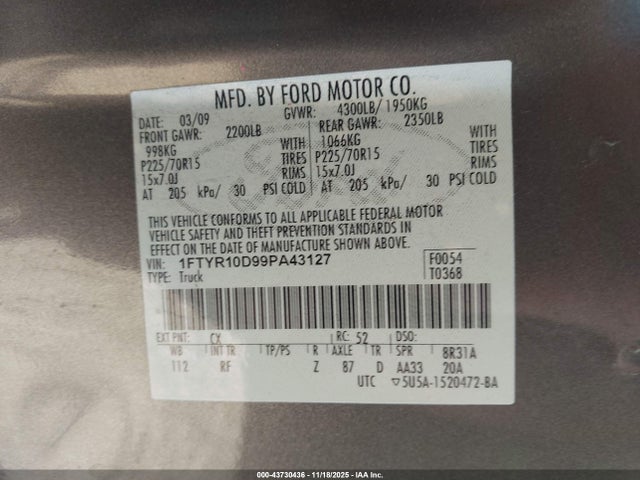 MFD. BY FORD MOTOR CO.
DATE: 03/09 GVWR: 4300LB/ 1950KG
FRONT GAWR: 2200LB REAR GAWR: 2350LB
998KG WITH 1066KG WITH
P225/70R15 TIRES P225/70R15 TIRES
15x7.0J RIMS 15x7.0J RIMS
AT 205 kPa/ 30 PSI COLD AT 205 kPa/ 30 PSI COLD
THIS VEHICLE CONFORMS TO ALL APPLICABLE FEDERAL MOTOR
VEHICLE SAFETY AND THEFT PREVENTION STANDARDS IN
EFFECT ON THE DATE OF MANUFACTURE SHOWN ABOVE.
VIN: 1FTYR10D99PA43127 F0054
TYPE: Truck T0368
EXT PNT: CX RC: 52 DSO:
WB INT TR TP/PS R AXLE TR SPR 8R31A
112 RF Z 87 D AA33 20A
UTC ▽5U5A-1520472-BA
000-43730436 - 11/18/2025 - IAA Inc.